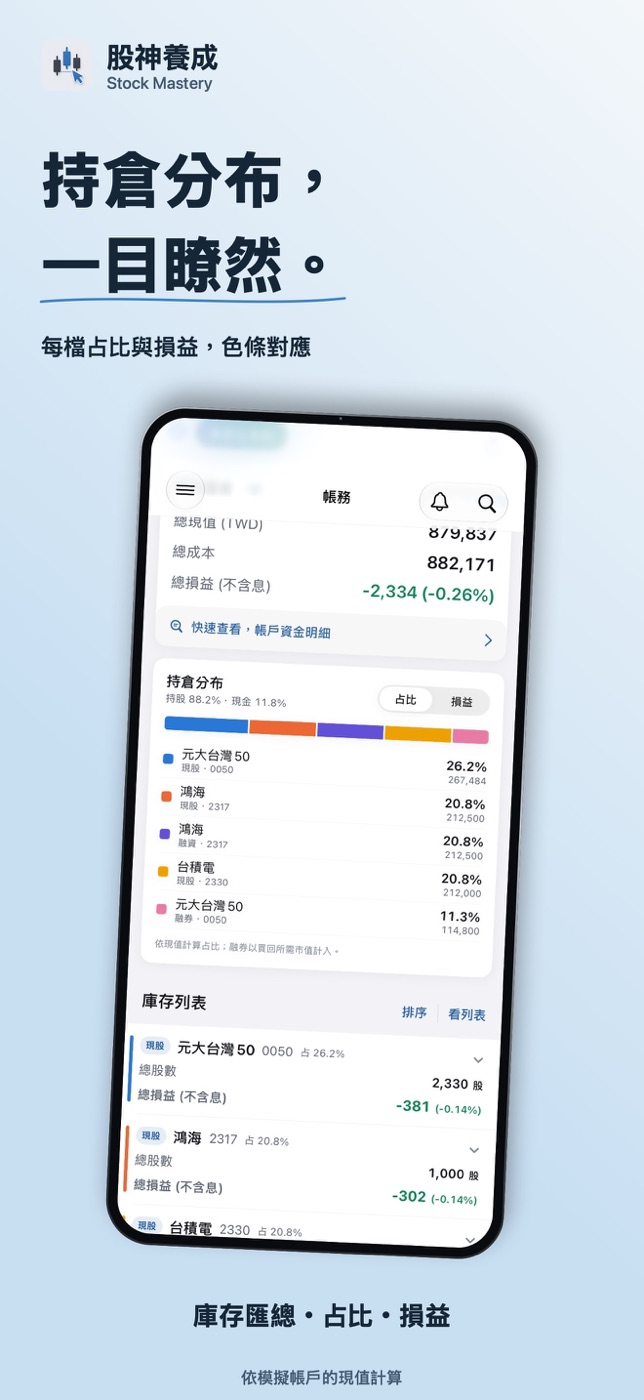 股神養成
Stock Mastery
持倉分布，
一目瞭然。
每檔占比與損益，色條對應
帳務
總現值 (TWD) 879,837
總成本 882,171
總損益 (不含息) -2,334 (-0.26%)
快速查看，帳戶資金明細
持倉分布
持股 88.2% · 現金 11.8%
占比 損益
元大台灣50 26.2%
現股 · 0050 267,484
鴻海 20.8%
現股 · 2317 212,500
鴻海 20.8%
融資 · 2317 212,500
台積電 20.8%
現股 · 2330 212,000
元大台灣50 11.3%
融券 · 0050 114,800
依現值計算占比；融券以買回所需市值計入。
庫存列表 排序 看列表
現股 元大台灣50 0050 占 26.2%
總股數 2,330 股
總損益 (不含息) -381 (-0.14%)
現股 鴻海 2317 占 20.8%
總股數 1,000 股
總損益 (不含息) -302 (-0.14%)
現股 台積電 2330 占 20.8%
庫存匯總・占比・損益
依模擬帳戶的現值計算